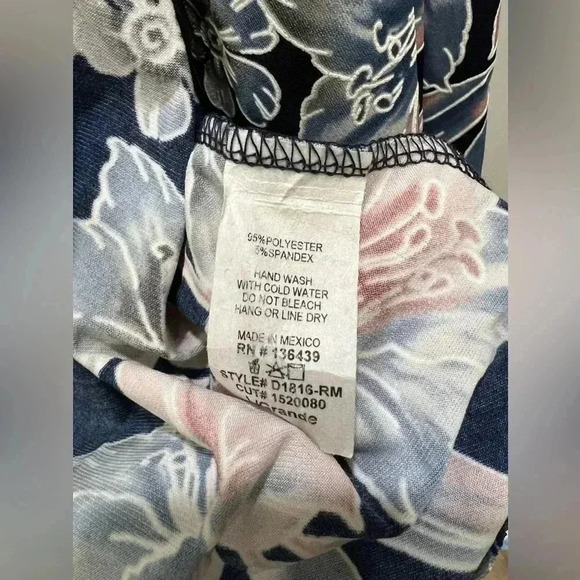 95%POLYESTER
5%SPANDEX
HAND WASH
WITH COLD WATER
DO NOT BLEACH
HANG OR LINE DRY
MADE IN MEXICO
RN # 136439
STYLE# D1816-RM
CUT# 1520080
L/Grande